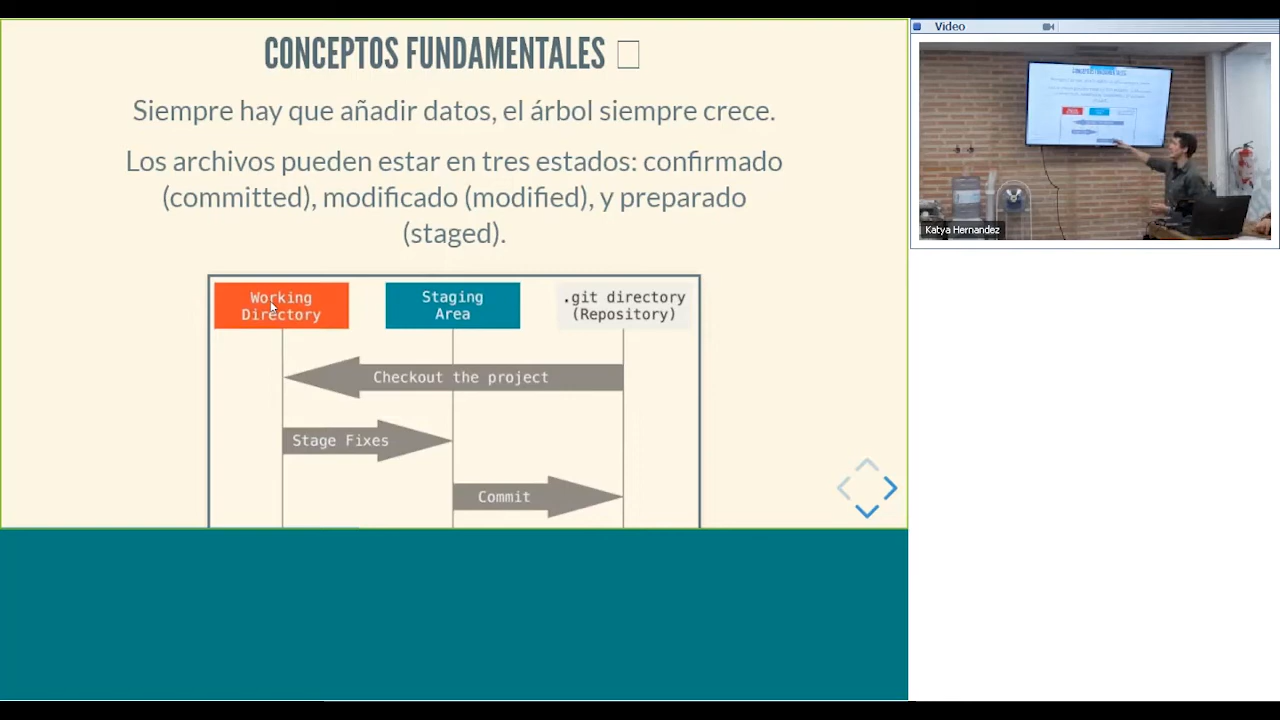 CONCEPTOS FUNDAMENTALES
Siempre hay que añadir datos, el árbol siempre crece.
Los archivos pueden estar en tres estados: confirmado
(committed), modificado (modified), y preparado
(staged).
Working
Directory
Staging
Area
.git directory
(Repository)
Checkout the project
Stage Fixes
Commit
Video
Katya Hernandez